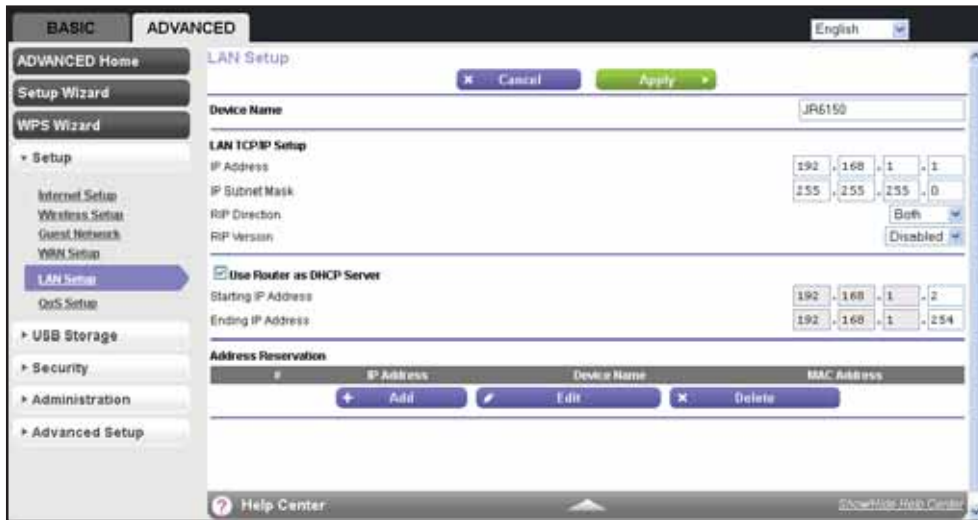 BASIC
ADVANCED
English
ADVANCED Home
Setup Wizard
WPS Wizard
Setup
Internet Setup
Wireless Setup
Guest Network
WAN Setup
LAN Setup
QoS Setup
USB Storage
Security
Administration
Advanced Setup
LAN Setup
Cancel
Apply
Device Name JR6150
LAN TCP/IP Setup
IP Address 192 . 168 . 1 . 1
IP Subnet Mask 255 . 255 . 255 . 0
RIP Direction Both
RIP Version Disabled
Use Router as DHCP Server
Starting IP Address 192 . 168 . 1 . 2
Ending IP Address 192 . 168 . 1 . 254
Address Reservation
# IP Address Device Name MAC Address
+ Add Edit Delete
? Help Center Show/Hide Help Center